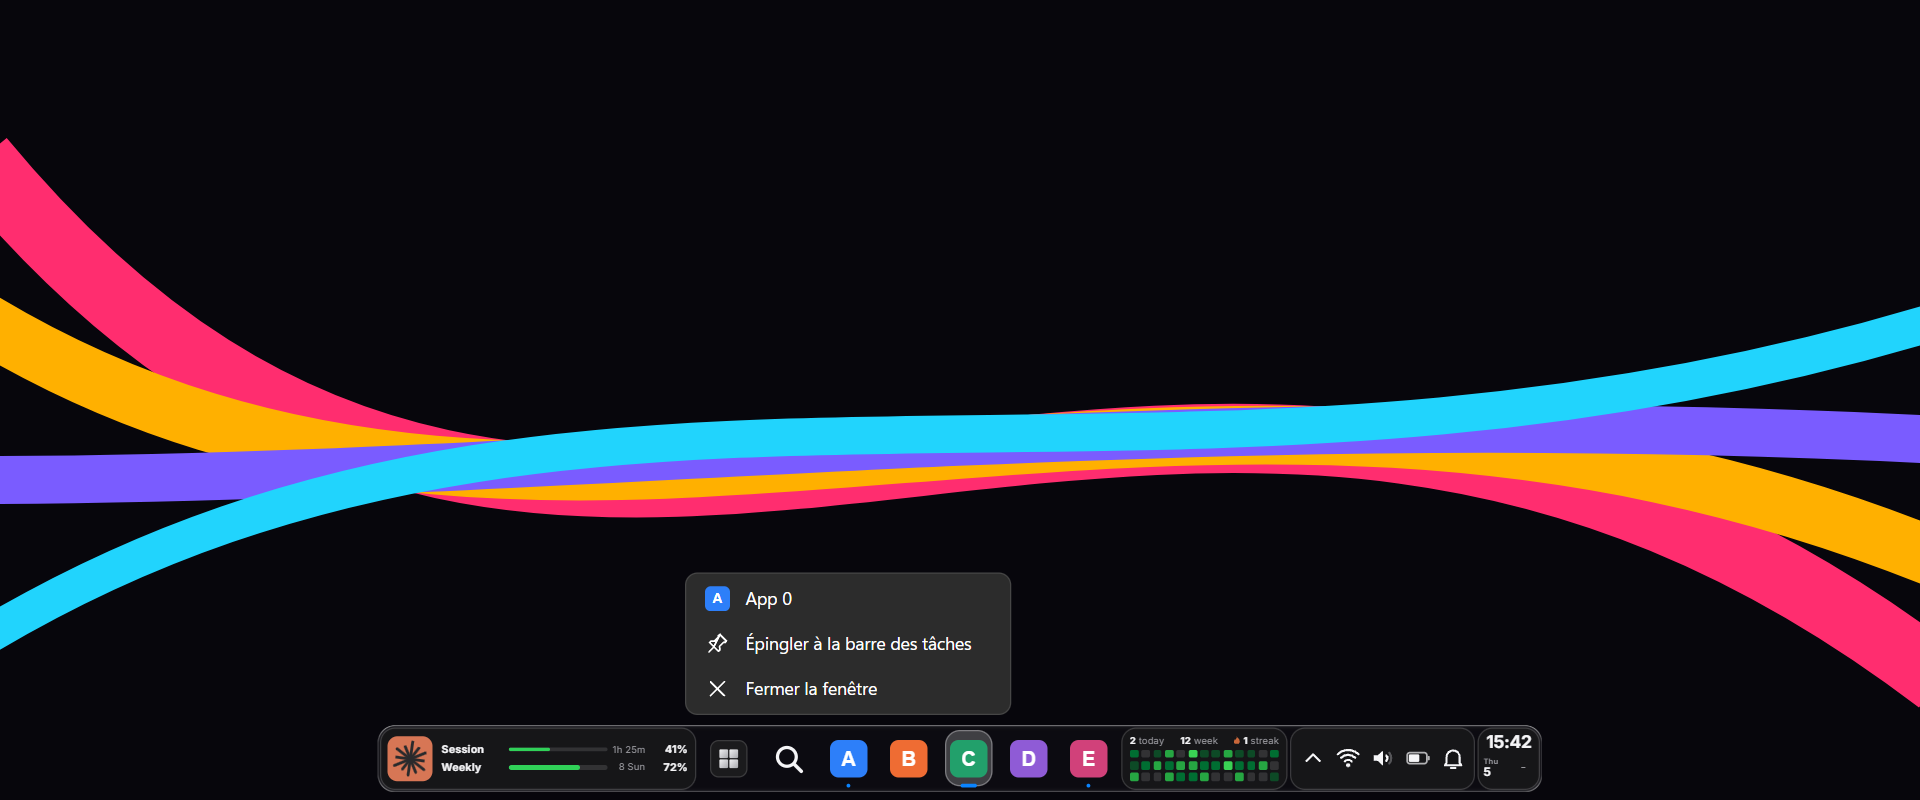 A App 0
Épingler à la barre des tâches
Fermer la fenêtre
Session 1h 25m 41%
Weekly 8 Sun 72%
A B C D E
2 today 12 week 1 streak
15:42
Thu
5 –